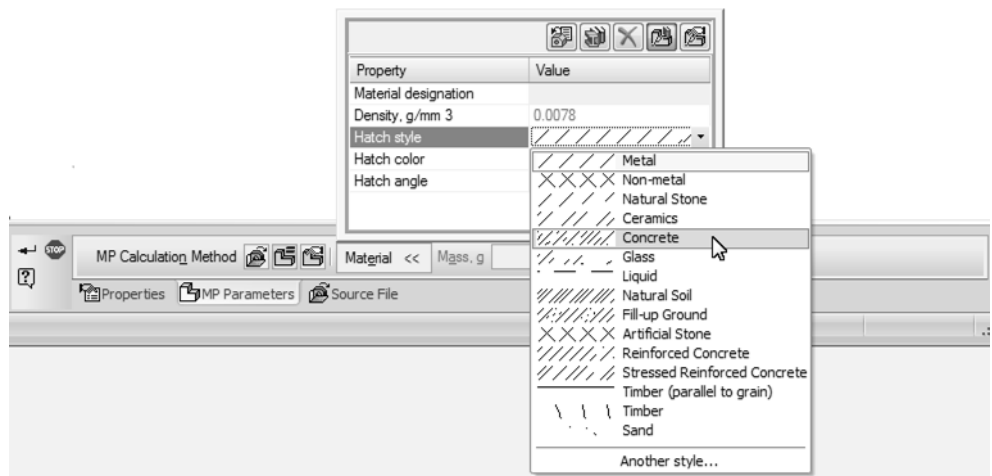 Property Value
Material designation
Density, g/mm 3 0.0078
Hatch style
Hatch color
Hatch angle
Metal
Non-metal
Natural Stone
Ceramics
Concrete
Glass
Liquid
Natural Soil
Fill-up Ground
Artificial Stone
Reinforced Concrete
Stressed Reinforced Concrete
Timber (parallel to grain)
Timber
Sand
Another style...
STOP MP Calculation Method Material << Mass, g
Properties MP Parameters Source File